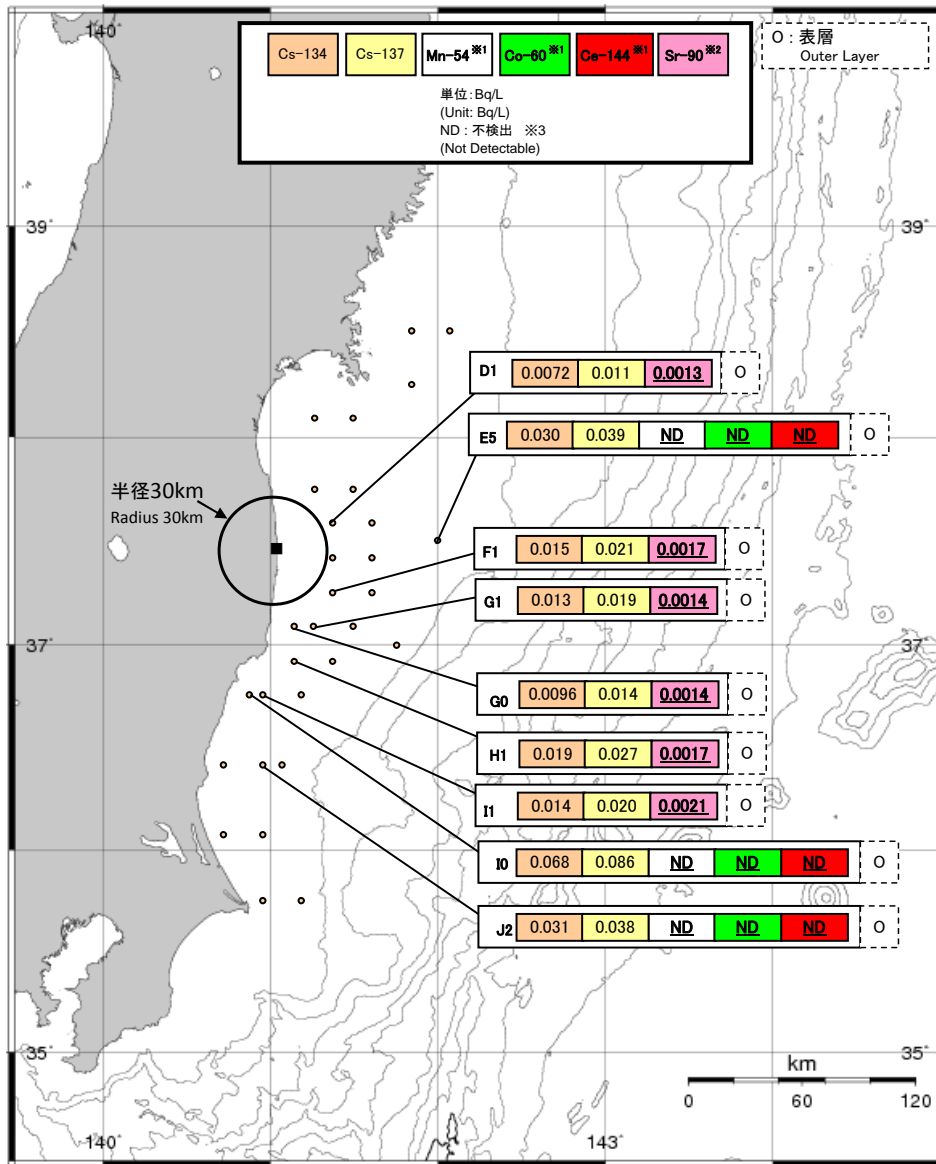 140°
Cs-134 Cs-137 Mn-54※1 Co-60※1 Ce-144※1 Sr-90※2
単位:Bq/L
(Unit: Bq/L)
ND : 不検出 ※3
(Not Detectable)
O : 表層
Outer Layer
39° 39°
D1 0.0072 0.011 0.0013 O
E5 0.030 0.039 ND ND ND O
半径30km
Radius 30km
F1 0.015 0.021 0.0017 O
G1 0.013 0.019 0.0014 O
37° 37°
G0 0.0096 0.014 0.0014 O
H1 0.019 0.027 0.0017 O
I1 0.014 0.020 0.0021 O
I0 0.068 0.086 ND ND ND O
J2 0.031 0.038 ND ND ND O
35° 35°
km
0 60 120
140° 143°